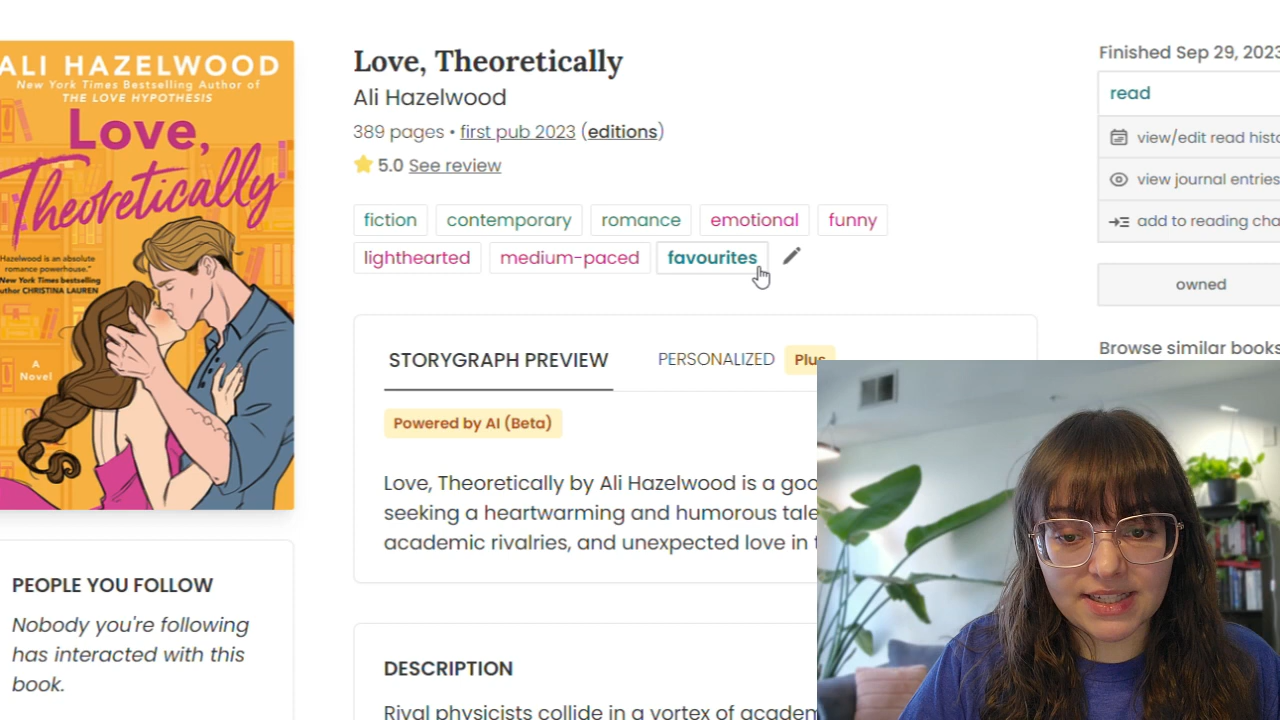 ALI HAZELWOOD
New York Times Bestselling Author of
THE LOVE HYPOTHESIS
Love,
Theoretically
Hazelwood is an absolute
romance powerhouse."
New York Times bestselling
author CHRISTINA LAUREN
A
Novel
Love, Theoretically
Ali Hazelwood
389 pages • first pub 2023 (editions)
5.0 See review
fiction contemporary romance emotional funny
lighthearted medium-paced favourites
STORYGRAPH PREVIEW PERSONALIZED Plus
Powered by AI (Beta)
Love, Theoretically by Ali Hazelwood is a goo
seeking a heartwarming and humorous tale
academic rivalries, and unexpected love in t
DESCRIPTION
Rival physicists collide in a vortex of academ
Finished Sep 29, 2023
read
view/edit read histo
view journal entries
add to reading cha
owned
Browse similar books
PEOPLE YOU FOLLOW
Nobody you're following
has interacted with this
book.